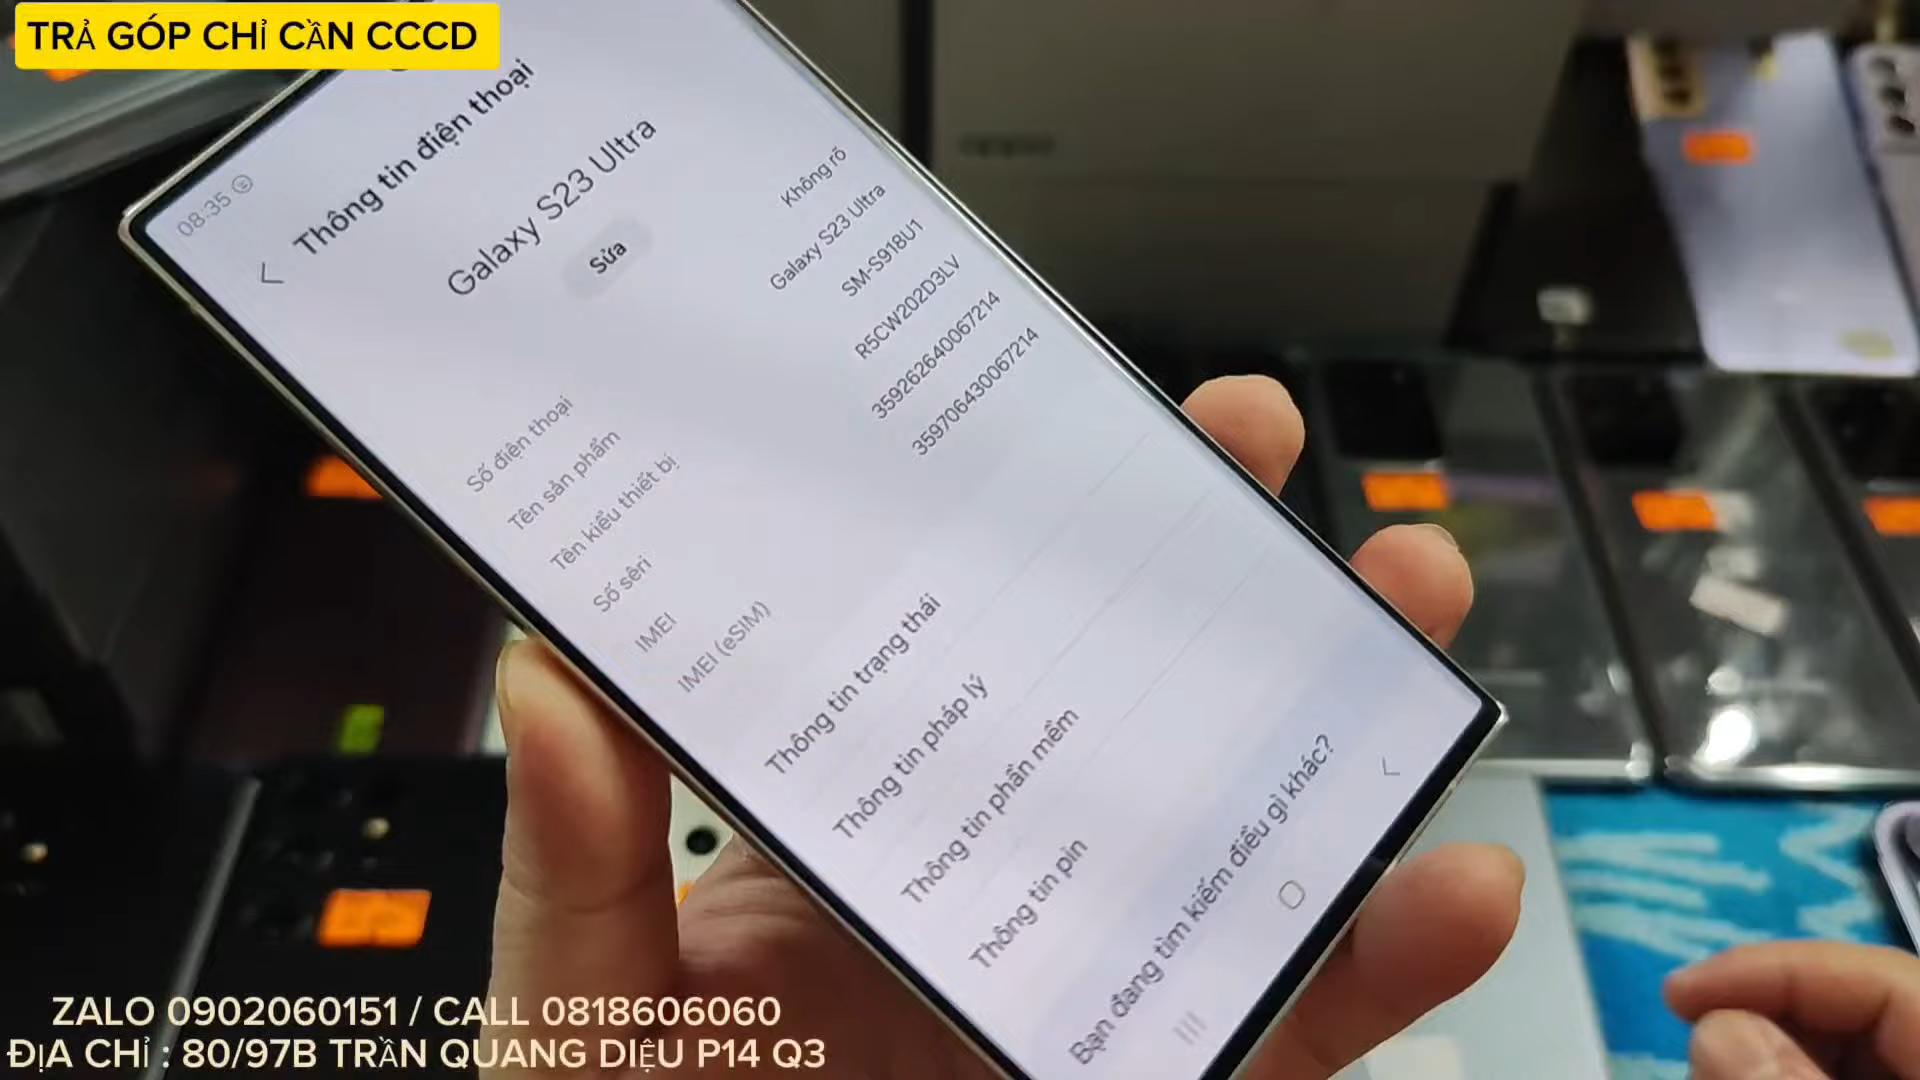 TRẢ GÓP CHỈ CẦN CCCD
08:35
Thông tin điện thoại
Galaxy S23 Ultra
Sửa
Số điện thoại
Không rõ
Tên sản phẩm
Galaxy S23 Ultra
Tên kiểu thiết bị
SM-S918U1
Số sêri
R5CW202D3LV
IMEI
359262640067214
IMEI (eSIM)
359706430067214
Thông tin trạng thái
Thông tin pháp lý
Thông tin phần mềm
Thông tin pin
Bạn đang tìm kiếm điều gì khác?
ZALO 0902060151 / CALL 0818606060
ĐỊA CHỈ : 80/97B TRẦN QUANG DIỆU P14 Q3